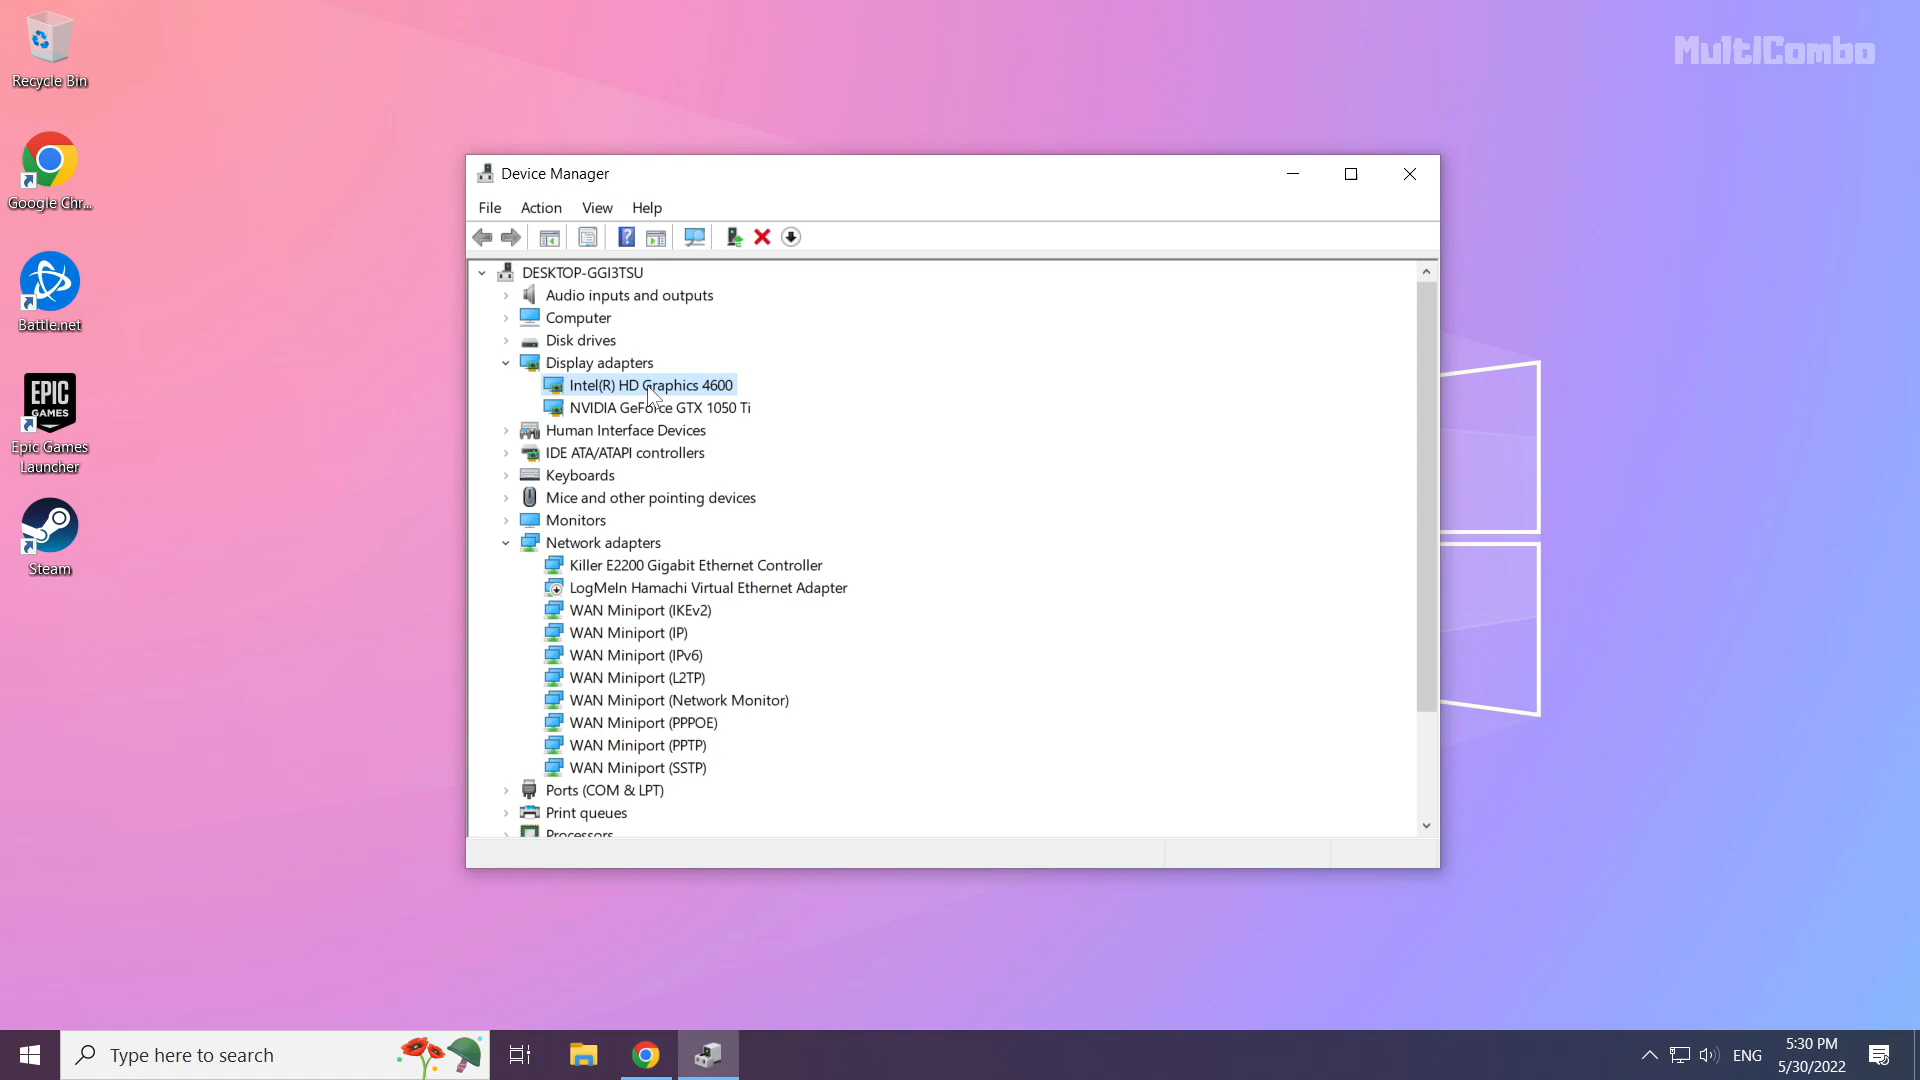 Recycle Bin
Google Chr...
Battle.net
EPIC
GAMES
Epic Games
Launcher
Steam
MultiCombo
Device Manager
File Action View Help
DESKTOP-GGI3TSU
Audio inputs and outputs
Computer
Disk drives
Display adapters
Intel(R) HD Graphics 4600
NVIDIA GeForce GTX 1050 Ti
Human Interface Devices
IDE ATA/ATAPI controllers
Keyboards
Mice and other pointing devices
Monitors
Network adapters
Killer E2200 Gigabit Ethernet Controller
LogMeIn Hamachi Virtual Ethernet Adapter
WAN Miniport (IKEv2)
WAN Miniport (IP)
WAN Miniport (IPv6)
WAN Miniport (L2TP)
WAN Miniport (Network Monitor)
WAN Miniport (PPPOE)
WAN Miniport (PPTP)
WAN Miniport (SSTP)
Ports (COM & LPT)
Print queues
Processors
Type here to search
ENG
5:30 PM
5/30/2022